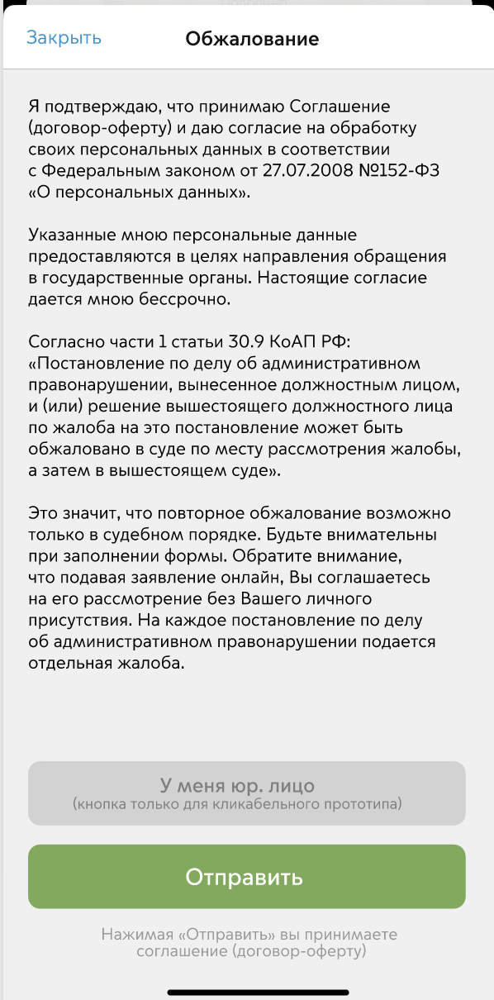 Закрыть
Обжалование
Я подтверждаю, что принимаю Соглашение
(договор-оферту) и даю согласие на обработку
своих персональных данных в соответствии
с Федеральным законом от 27.07.2008 №152-ФЗ
«О персональных данных».
Указанные мною персональные данные
предоставляются в целях направления обращения
в государственные органы. Настоящие согласие
дается мною бессрочно.
Согласно части 1 статьи 30.9 КоАП РФ:
«Постановление по делу об административном
правонарушении, вынесенное должностным лицом,
и (или) решение вышестоящего должностного лица
по жалоба на это постановление может быть
обжаловано в суде по месту рассмотрения жалобы,
а затем в вышестоящем суде».
Это значит, что повторное обжалование возможно
только в судебном порядке. Будьте внимательны
при заполнении формы. Обратите внимание,
что подавая заявление онлайн, Вы соглашаетесь
на его рассмотрение без Вашего личного
присутствия. На каждое постановление по делу
об административном правонарушении подается
отдельная жалоба.
У меня юр. лицо
(кнопка только для кликабельного прототипа)
Отправить
Нажимая «Отправить» вы принимаете
соглашение (договор-оферту)